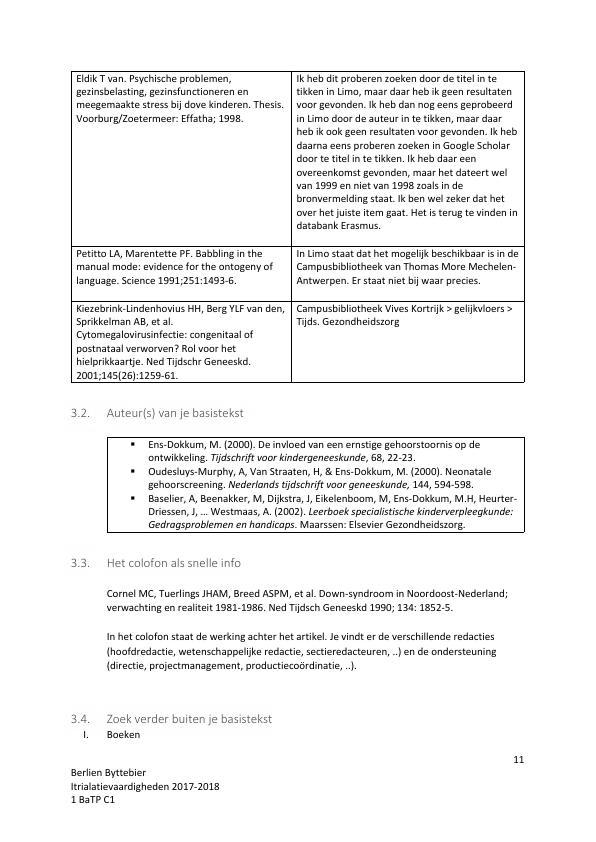 Eldik T van. Psychische problemen,
gezinsbelasting, gezinsfunctioneren en
meegemaakte stress bij dove kinderen. Thesis.
Voorburg/Zoetermeer: Effatha; 1998.
Ik heb dit proberen zoeken door de titel in te
tikken in Limo, maar daar heb ik geen resultaten
voor gevonden. Ik heb dan nog eens geprobeerd
in Limo door de auteur in te tikken, maar daar
heb ik ook geen resultaten voor gevonden. Ik heb
daarna eens proberen zoeken in Google Scholar
door te titel in te tikken. Ik heb daar een
overeenkomst gevonden, maar het dateert wel
van 1999 en niet van 1998 zoals in de
bronvermelding staat. Ik ben wel zeker dat het
over het juiste item gaat. Het is terug te vinden in
databank Erasmus.
Petitto LA, Marentette PF. Babbling in the
manual mode: evidence for the ontogeny of
language. Science 1991;251:1493-6.
In Limo staat dat het mogelijk beschikbaar is in de
Campusbibliotheek van Thomas More Mechelen-
Antwerpen. Er staat niet bij waar precies.
Kiezebrink-Lindenhovius HH, Berg YLF van den,
Sprikkelman AB, et al.
Cytomegalovirusinfectie: congenitaal of
postnataal verworven? Rol voor het
hielprikkaartje. Ned Tijdschr Geneeskd.
2001;145(26):1259-61.
Campusbibliotheek Vives Kortrijk > gelijkvloers >
Tijds. Gezondheidszorg
3.2. Auteur(s) van je basistekst
▪ Ens-Dokkum, M. (2000). De invloed van een ernstige gehoorstoornis op de
ontwikkeling. Tijdschrift voor kindergeneeskunde, 68, 22-23.
▪ Oudesluys-Murphy, A, Van Straaten, H, & Ens-Dokkum, M. (2000). Neonatale
gehoorscreening. Nederlands tijdschrift voor geneeskunde, 144, 594-598.
▪ Baselier, A, Beenakker, M, Dijkstra, J, Eikelenboom, M, Ens-Dokkum, M.H, Heurter-
Driessen, J, … Westmaas, A. (2002). Leerboek specialistische kinderverpleegkunde:
Gedragsproblemen en handicaps. Maarssen: Elsevier Gezondheidszorg.
3.3. Het colofon als snelle info
Cornel MC, Tuerlings JHAM, Breed ASPM, et al. Down-syndroom in Noordoost-Nederland;
verwachting en realiteit 1981-1986. Ned Tijdsch Geneeskd 1990; 134: 1852-5.
In het colofon staat de werking achter het artikel. Je vindt er de verschillende redacties
(hoofdredactie, wetenschappelijke redactie, sectieredacteuren, ..) en de ondersteuning
(directie, projectmanagement, productiecoördinatie, ..).
3.4. Zoek verder buiten je basistekst
I. Boeken
11
Berlien Byttebier
Itrialatievaardigheden 2017-2018
1 BaTP C1